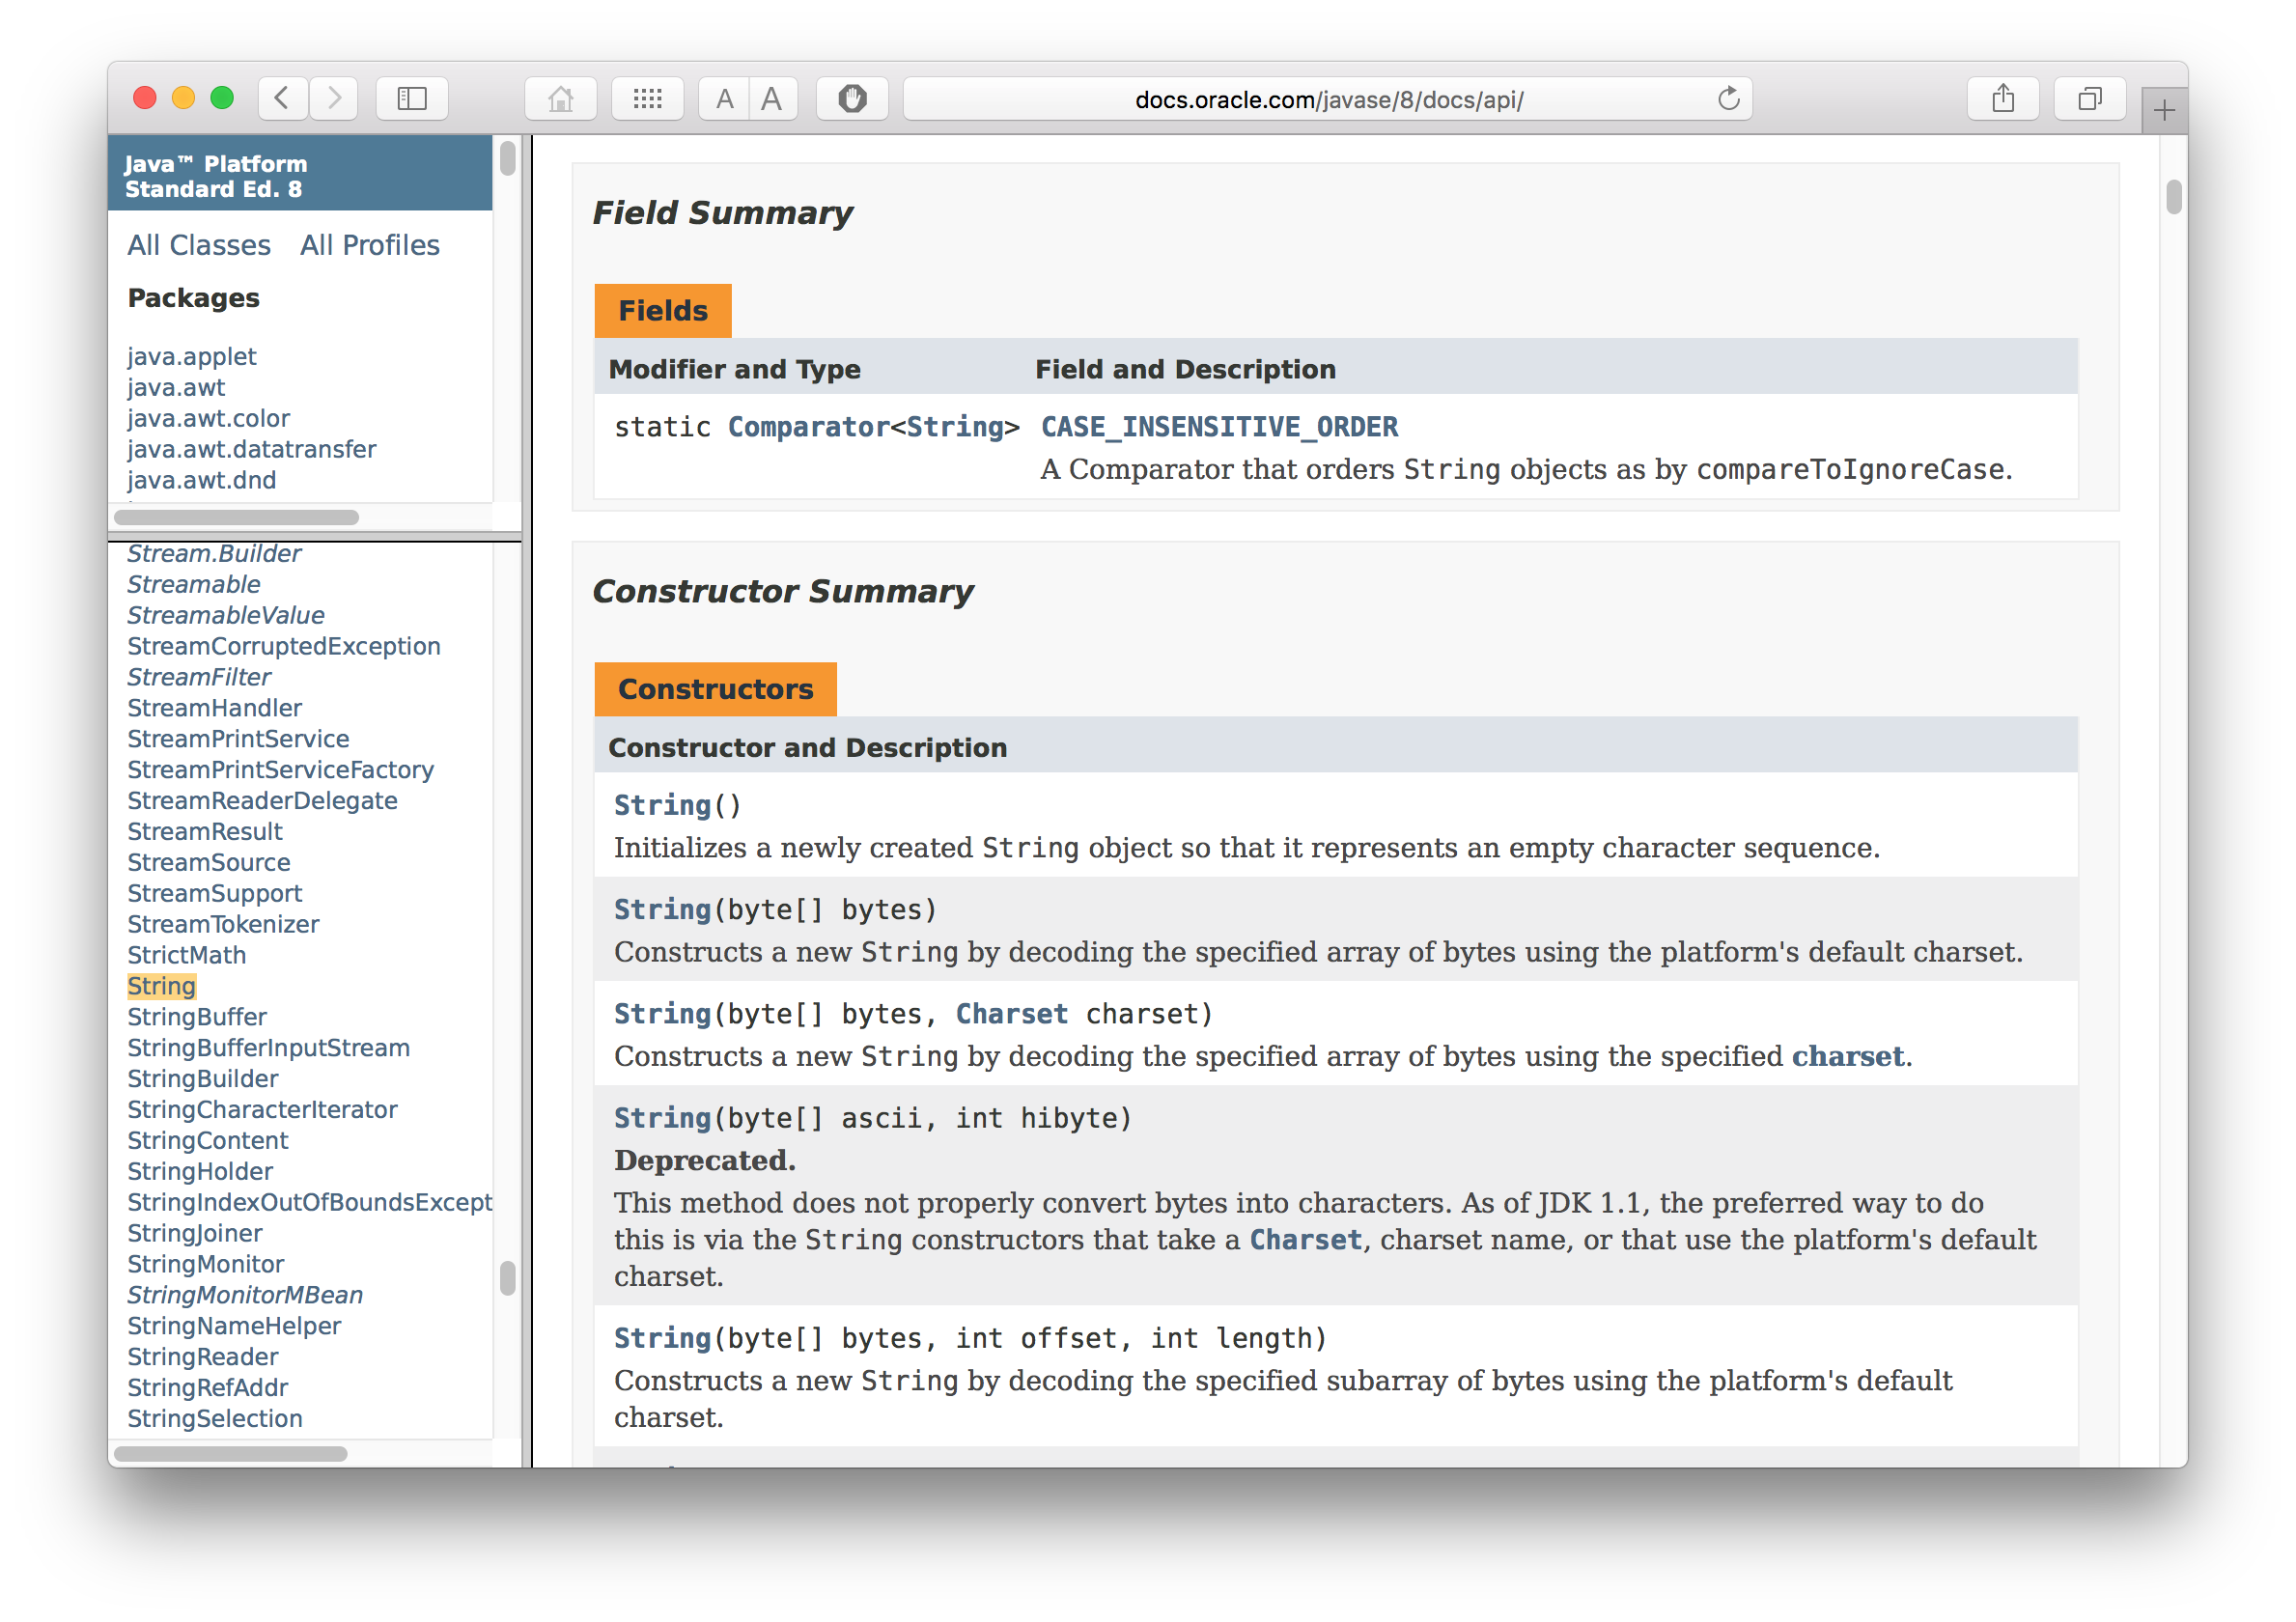 A A
docs.oracle.com/javase/8/docs/api/
Java™ Platform
Standard Ed. 8
All Classes All Profiles
Packages
java.applet
java.awt
java.awt.color
java.awt.datatransfer
java.awt.dnd
Stream.Builder
Streamable
StreamableValue
StreamCorruptedException
StreamFilter
StreamHandler
StreamPrintService
StreamPrintServiceFactory
StreamReaderDelegate
StreamResult
StreamSource
StreamSupport
StreamTokenizer
StrictMath
String
StringBuffer
StringBufferInputStream
StringBuilder
StringCharacterIterator
StringContent
StringHolder
StringIndexOutOfBoundsExcept
StringJoiner
StringMonitor
StringMonitorMBean
StringNameHelper
StringReader
StringRefAddr
StringSelection
Field Summary
Fields
Modifier and Type Field and Description
static Comparator<String> CASE_INSENSITIVE_ORDER
A Comparator that orders String objects as by compareToIgnoreCase.
Constructor Summary
Constructors
Constructor and Description
String()
Initializes a newly created String object so that it represents an empty character sequence.
String(byte[] bytes)
Constructs a new String by decoding the specified array of bytes using the platform's default charset.
String(byte[] bytes, Charset charset)
Constructs a new String by decoding the specified array of bytes using the specified charset.
String(byte[] ascii, int hibyte)
Deprecated.
This method does not properly convert bytes into characters. As of JDK 1.1, the preferred way to do
this is via the String constructors that take a Charset, charset name, or that use the platform's default
charset.
String(byte[] bytes, int offset, int length)
Constructs a new String by decoding the specified subarray of bytes using the platform's default
charset.